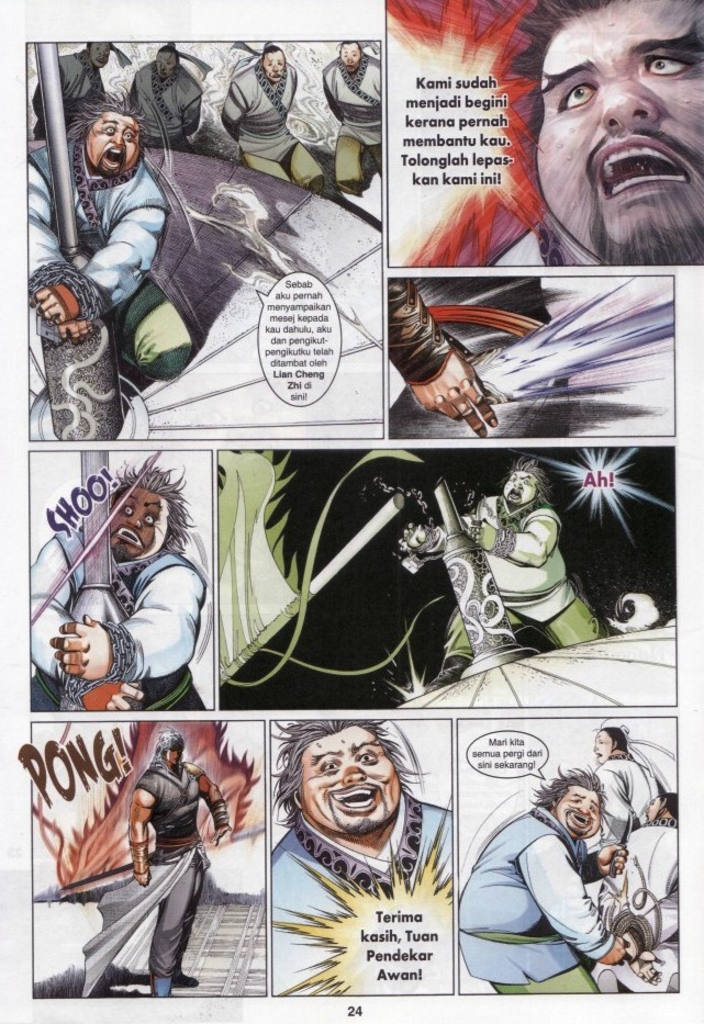 Sebab
aku pernah
menyampaikan
mesej kepada
kau dahulu, aku
dan pengikut-
pengikutku telah
ditambat oleh
Lian Cheng
Zhi di
sini!
Kami sudah
menjadi begini
kerana pernah
membantu kau.
Tolonglah lepas-
kan kami ini!
SHOO!
Ah!
PONG!
Terima
kasih, Tuan
Pendekar
Awan!
Mari kita
semua pergi dari
sini sekarang!
24